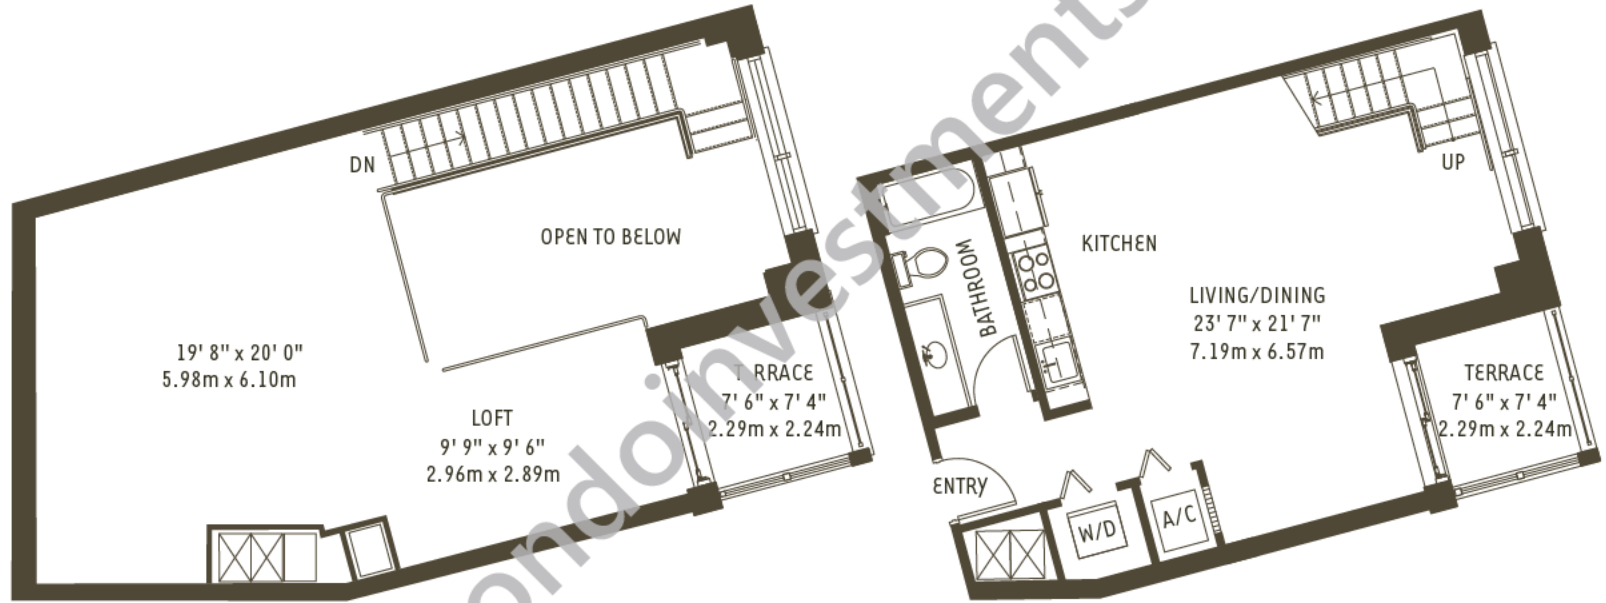 DN
OPEN TO BELOW
19' 8" x 20' 0"
5.98m x 6.10m
LOFT
9' 9" x 9' 6"
2.96m x 2.89m
T RRACE
7' 6" x 7' 4"
2.29m x 2.24m
ondoinvestments
UP
KITCHEN
BATHROOM
LIVING/DINING
23' 7" x 21' 7"
7.19m x 6.57m
TERRACE
7' 6" x 7' 4"
2.29m x 2.24m
ENTRY
W/D
A/C